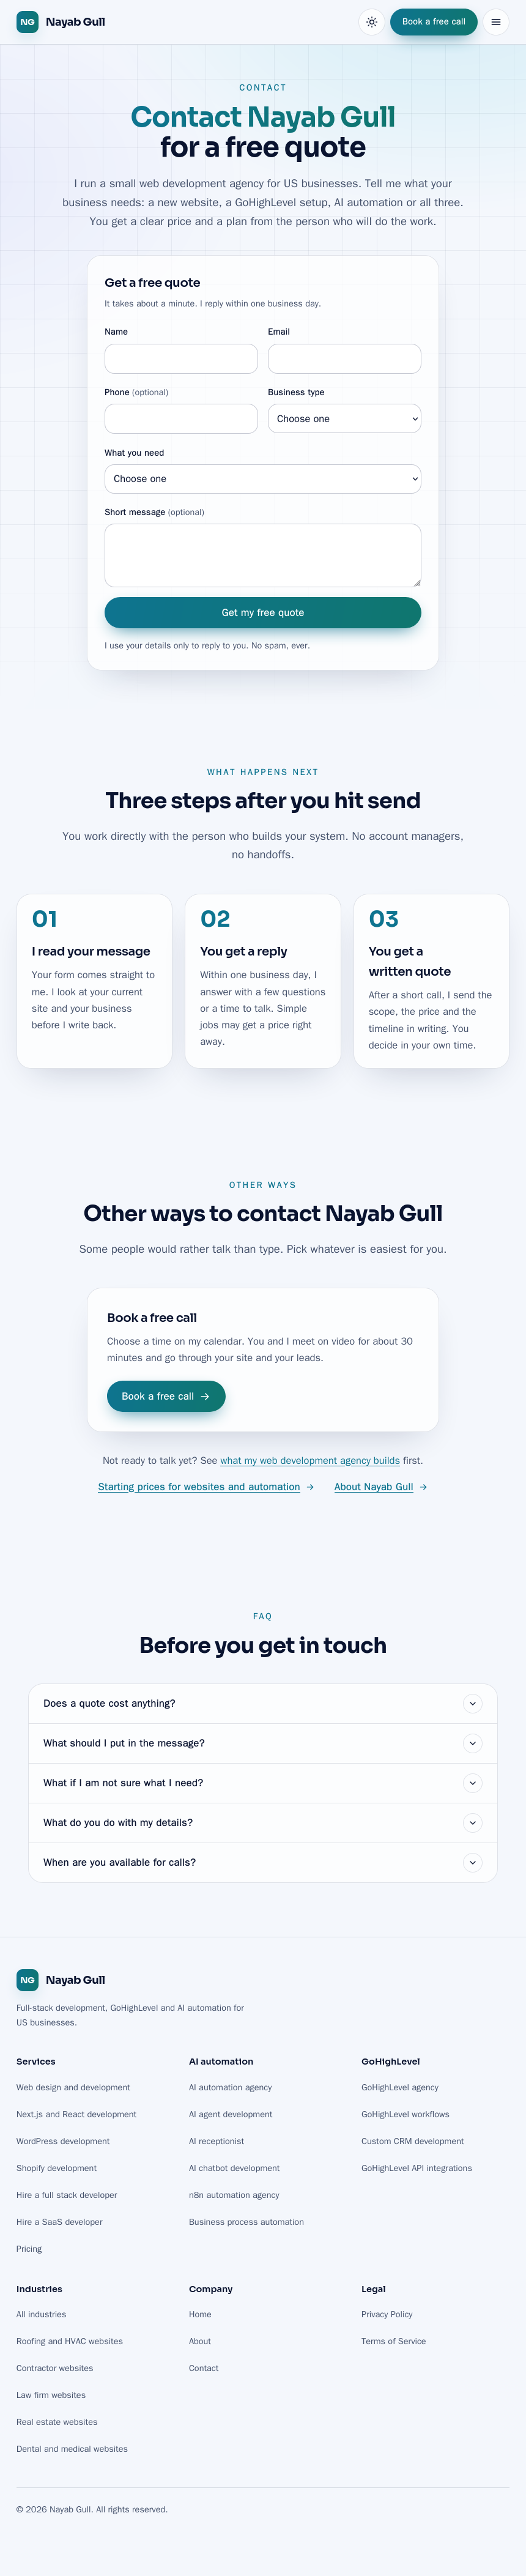 NG Nayab Gull
Book a free call
CONTACT
Contact Nayab Gull
for a free quote
I run a small web development agency for US businesses. Tell me what your
business needs: a new website, a GoHighLevel setup, AI automation or all three.
You get a clear price and a plan from the person who will do the work.
Get a free quote
It takes about a minute. I reply within one business day.
Name
Email
Phone (optional)
Business type
Choose one
What you need
Choose one
Short message (optional)
Get my free quote
I use your details only to reply to you. No spam, ever.
WHAT HAPPENS NEXT
Three steps after you hit send
You work directly with the person who builds your system. No account managers,
no handoffs.
01
I read your message
Your form comes straight to
me. I look at your current
site and your business
before I write back.
02
You get a reply
Within one business day, I
answer with a few questions
or a time to talk. Simple
jobs may get a price right
away.
03
You get a
written quote
After a short call, I send the
scope, the price and the
timeline in writing. You
decide in your own time.
OTHER WAYS
Other ways to contact Nayab Gull
Some people would rather talk than type. Pick whatever is easiest for you.
Book a free call
Choose a time on my calendar. You and I meet on video for about 30
minutes and go through your site and your leads.
Book a free call →
Not ready to talk yet? See what my web development agency builds first.
Starting prices for websites and automation →
About Nayab Gull →
FAQ
Before you get in touch
Does a quote cost anything?
What should I put in the message?
What if I am not sure what I need?
What do you do with my details?
When are you available for calls?
NG Nayab Gull
Full-stack development, GoHighLevel and AI automation for
US businesses.
Services
Web design and development
Next.js and React development
WordPress development
Shopify development
Hire a full stack developer
Hire a SaaS developer
Pricing
AI automation
AI automation agency
AI agent development
AI receptionist
AI chatbot development
n8n automation agency
Business process automation
GoHighLevel
GoHighLevel agency
GoHighLevel workflows
Custom CRM development
GoHighLevel API integrations
Industries
All industries
Roofing and HVAC websites
Contractor websites
Law firm websites
Real estate websites
Dental and medical websites
Company
Home
About
Contact
Legal
Privacy Policy
Terms of Service
© 2026 Nayab Gull. All rights reserved.